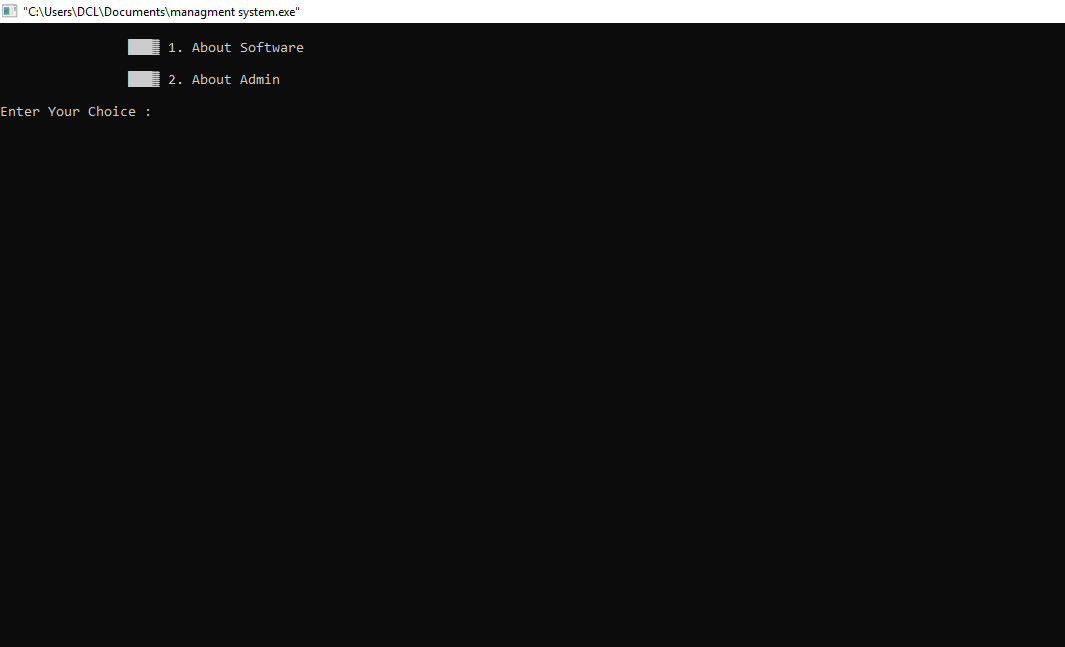 "C:\Users\DCL\Documents\managment system.exe"
1. About Software
2. About Admin
Enter Your Choice :